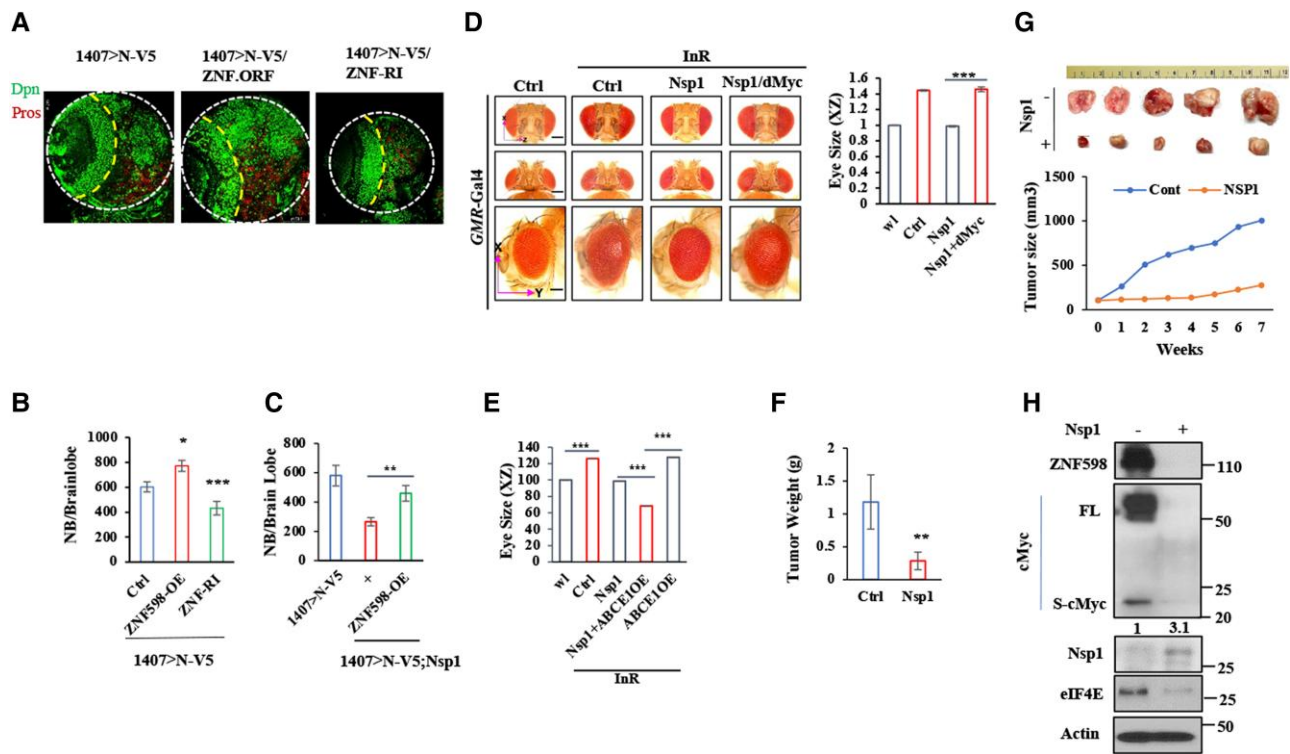 A
1407>N-V5
1407>N-V5/
ZNF.ORF
1407>N-V5/
ZNF-RI
Dpn
Pros
D
InR
Ctrl
Ctrl
Nsp1
Nsp1/dMyc
GMR-Gal4
z
X
Y
Eye Size (XZ)
1.6
1.4
1.2
1
0.8
0.6
0.4
0.2
0
***
w1
Ctrl
Nsp1
Nsp1+dMyc
G
Nsp1
-
+
Tumor size (mm3)
1500
1000
500
0
Cont
NSP1
0 1 2 3 4 5 6 7
Weeks
B
NB/Brainlobe
1000
800
600
400
200
0
*
***
Ctrl
ZNF598-OE
ZNF-RI
1407>N-V5
C
NB/Brain Lobe
800
600
400
200
0
**
1407>N-V5
+
ZNF598-OE
1407>N-V5;Nsp1
E
Eye Size (XZ)
140
120
100
80
60
40
20
0
***
***
***
w1
Ctrl
Nsp1
Nsp1+ABCE1OE
ABCE1OE
InR
F
Tumor Weight (g)
2
1.5
1
0.5
0
**
Ctrl
Nsp1
H
Nsp1 - +
ZNF598
110
cMyc
FL
50
25
S-cMyc
20
1 3.1
Nsp1
25
eIF4E
25
Actin
50